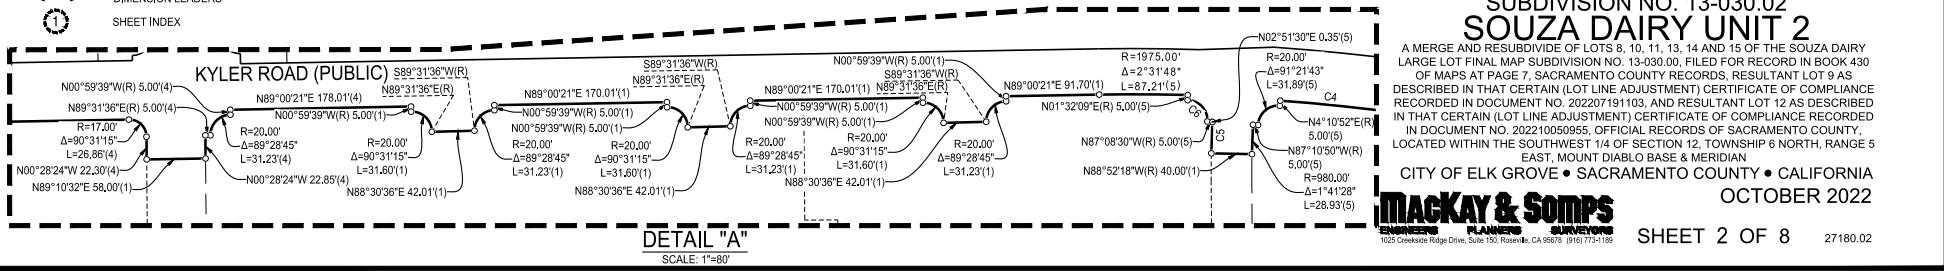 DIMENSION LEADERS
1 SHEET INDEX
KYLER ROAD (PUBLIC)
N00°59'39"W(R) 5.00'(4)
N89°31'36"E(R) 5.00'(4)
R=17.00'
Δ=90°31'15"
L=26.86'(4)
N00°28'24"W 22.30'(4)
N89°10'32"E 58.00'(1)
N89°00'21"E 178.01'(4)
N00°59'39"W(R) 5.00'(1)
R=20.00'
Δ=89°28'45"
L=31.23'(4)
N00°28'24"W 22.85'(4)
S89°31'36"W(R)
N89°31'36"E(R)
R=20.00'
Δ=90°31'15"
L=31.60'(1)
N88°30'36"E 42.01'(1)
N89°00'21"E 170.01'(1)
N00°59'39"W(R) 5.00'(1)
N00°59'39"W(R) 5.00'(1)
R=20.00'
Δ=89°28'45"
L=31.23'(1)
S89°31'36"W(R)
N89°31'36"E(R)
R=20.00'
Δ=90°31'15"
L=31.60'(1)
N88°30'36"E 42.01'(1)
N89°00'21"E 170.01'(1)
N00°59'39"W(R) 5.00'(1)
N00°59'39"W(R) 5.00'(1)
R=20.00'
Δ=89°28'45"
L=31.23'(1)
N00°59'39"W(R) 5.00'(1)
S89°31'36"W(R)
N89°31'36"E(R)
R=20.00'
Δ=90°31'15"
L=31.60'(1)
N88°30'36"E 42.01'(1)
N89°00'21"E 91.70'(1)
R=20.00'
Δ=89°28'45"
L=31.23'(1)
R=1975.00'
Δ=2°31'48"
L=87.21'(5)
N01°32'09"E(R) 5.00'(5)
N87°08'30"W(R) 5.00'(5)
N88°52'18"W(R) 40.00'(1)
C6
C5
N02°51'30"E 0.35'(5)
R=20.00'
Δ=91°21'43"
L=31.89'(5)
C4
N4°10'52"E(R)
5.00'(5)
N87°10'50"W(R)
5.00'(5)
R=980.00'
Δ=1°41'28"
L=28.93'(5)
DETAIL "A"
SCALE: 1"=80'
SUBDIVISION NO. 13-030.02
SOUZA DAIRY UNIT 2
A MERGE AND RESUBDIVIDE OF LOTS 8, 10, 11, 13, 14 AND 15 OF THE SOUZA DAIRY
LARGE LOT FINAL MAP SUBDIVISION NO. 13-030.00, FILED FOR RECORD IN BOOK 430
OF MAPS AT PAGE 7, SACRAMENTO COUNTY RECORDS, RESULTANT LOT 9 AS
DESCRIBED IN THAT CERTAIN (LOT LINE ADJUSTMENT) CERTIFICATE OF COMPLIANCE
RECORDED IN DOCUMENT NO. 202207191103, AND RESULTANT LOT 12 AS DESCRIBED
IN THAT CERTAIN (LOT LINE ADJUSTMENT) CERTIFICATE OF COMPLIANCE RECORDED
IN DOCUMENT NO. 202210050955, OFFICIAL RECORDS OF SACRAMENTO COUNTY,
LOCATED WITHIN THE SOUTHWEST 1/4 OF SECTION 12, TOWNSHIP 6 NORTH, RANGE 5
EAST, MOUNT DIABLO BASE & MERIDIAN
CITY OF ELK GROVE • SACRAMENTO COUNTY • CALIFORNIA
OCTOBER 2022
MACKAY & SOMPS
ENGINEERS PLANNERS SURVEYORS
1025 Creekside Ridge Drive, Suite 150, Roseville, CA 95678 (916) 773-1189
SHEET 2 OF 8
27180.02